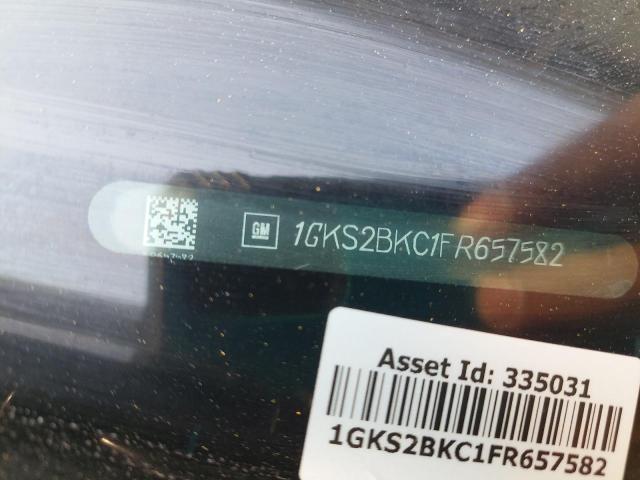 GM 1GKS2BKC1FR657582
Asset Id: 335031
1GKS2BKC1FR657582